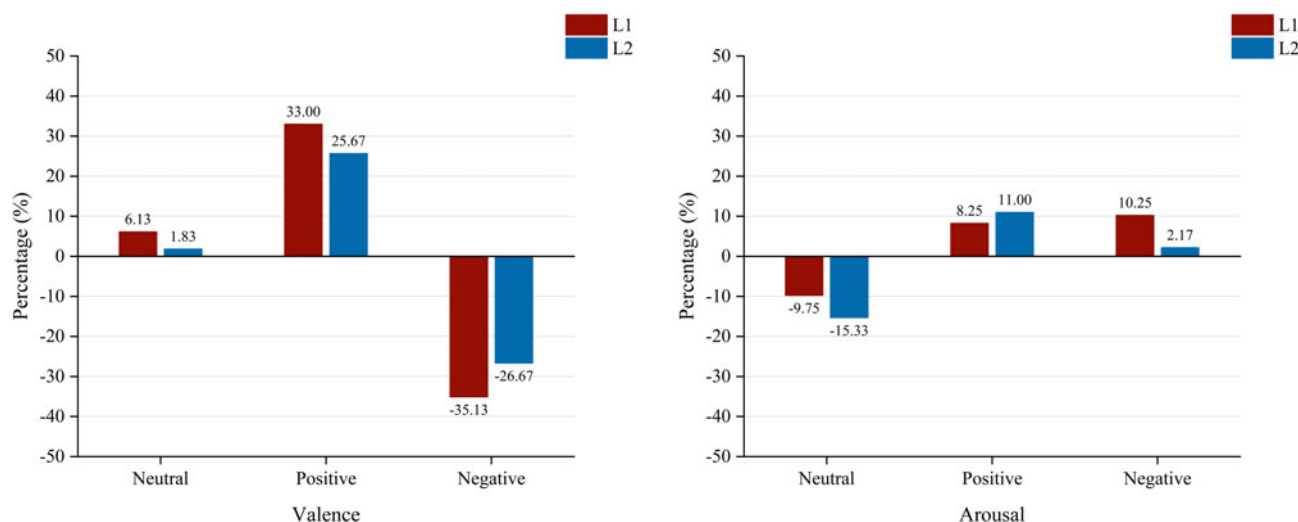 L1
L2
50
40
30
20
10
0
-10
-20
-30
-40
-50
Percentage (%)
6.13
1.83
33.00
25.67
-35.13
-26.67
Neutral
Positive
Negative
Valence
L1
L2
50
40
30
20
10
0
-10
-20
-30
-40
-50
Percentage (%)
-9.75
-15.33
8.25
11.00
10.25
2.17
Neutral
Positive
Negative
Arousal